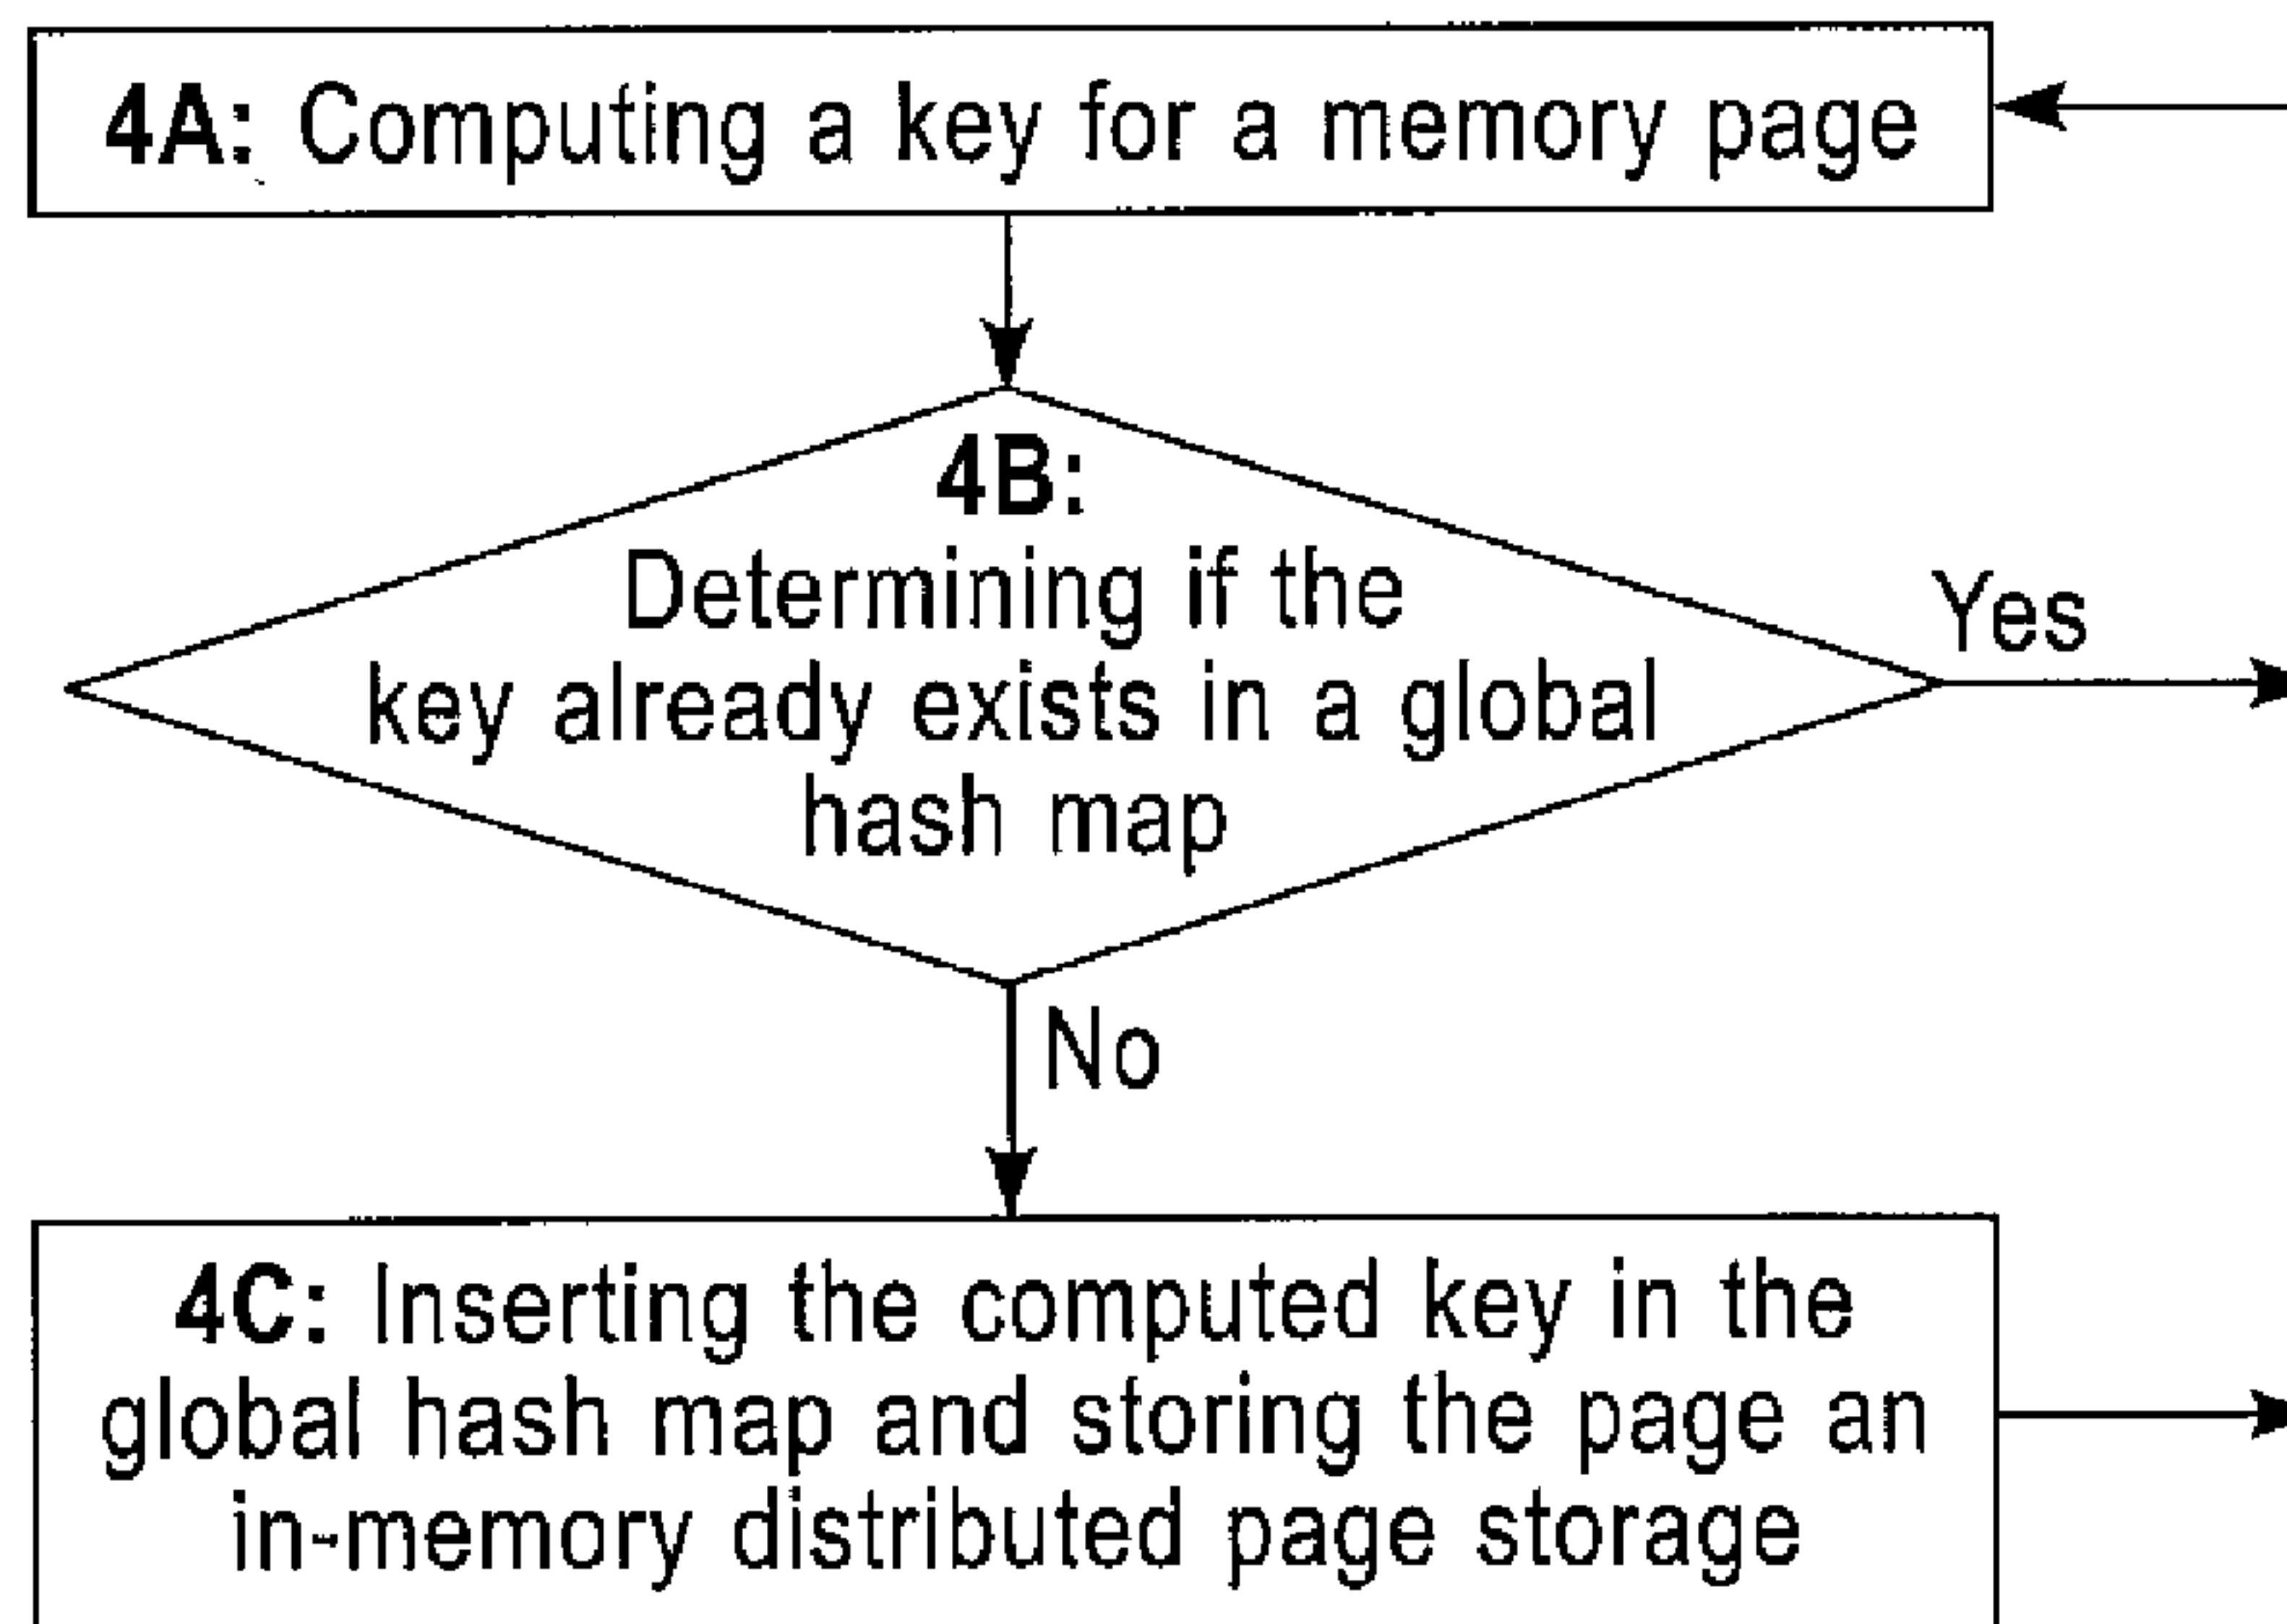 4A: Computing a key for a memory page
4B:
Determining if the
key already exists in a global
hash map
Yes
No
4C: Inserting the computed key in the
global hash map and storing the page an
in-memory distributed page storage